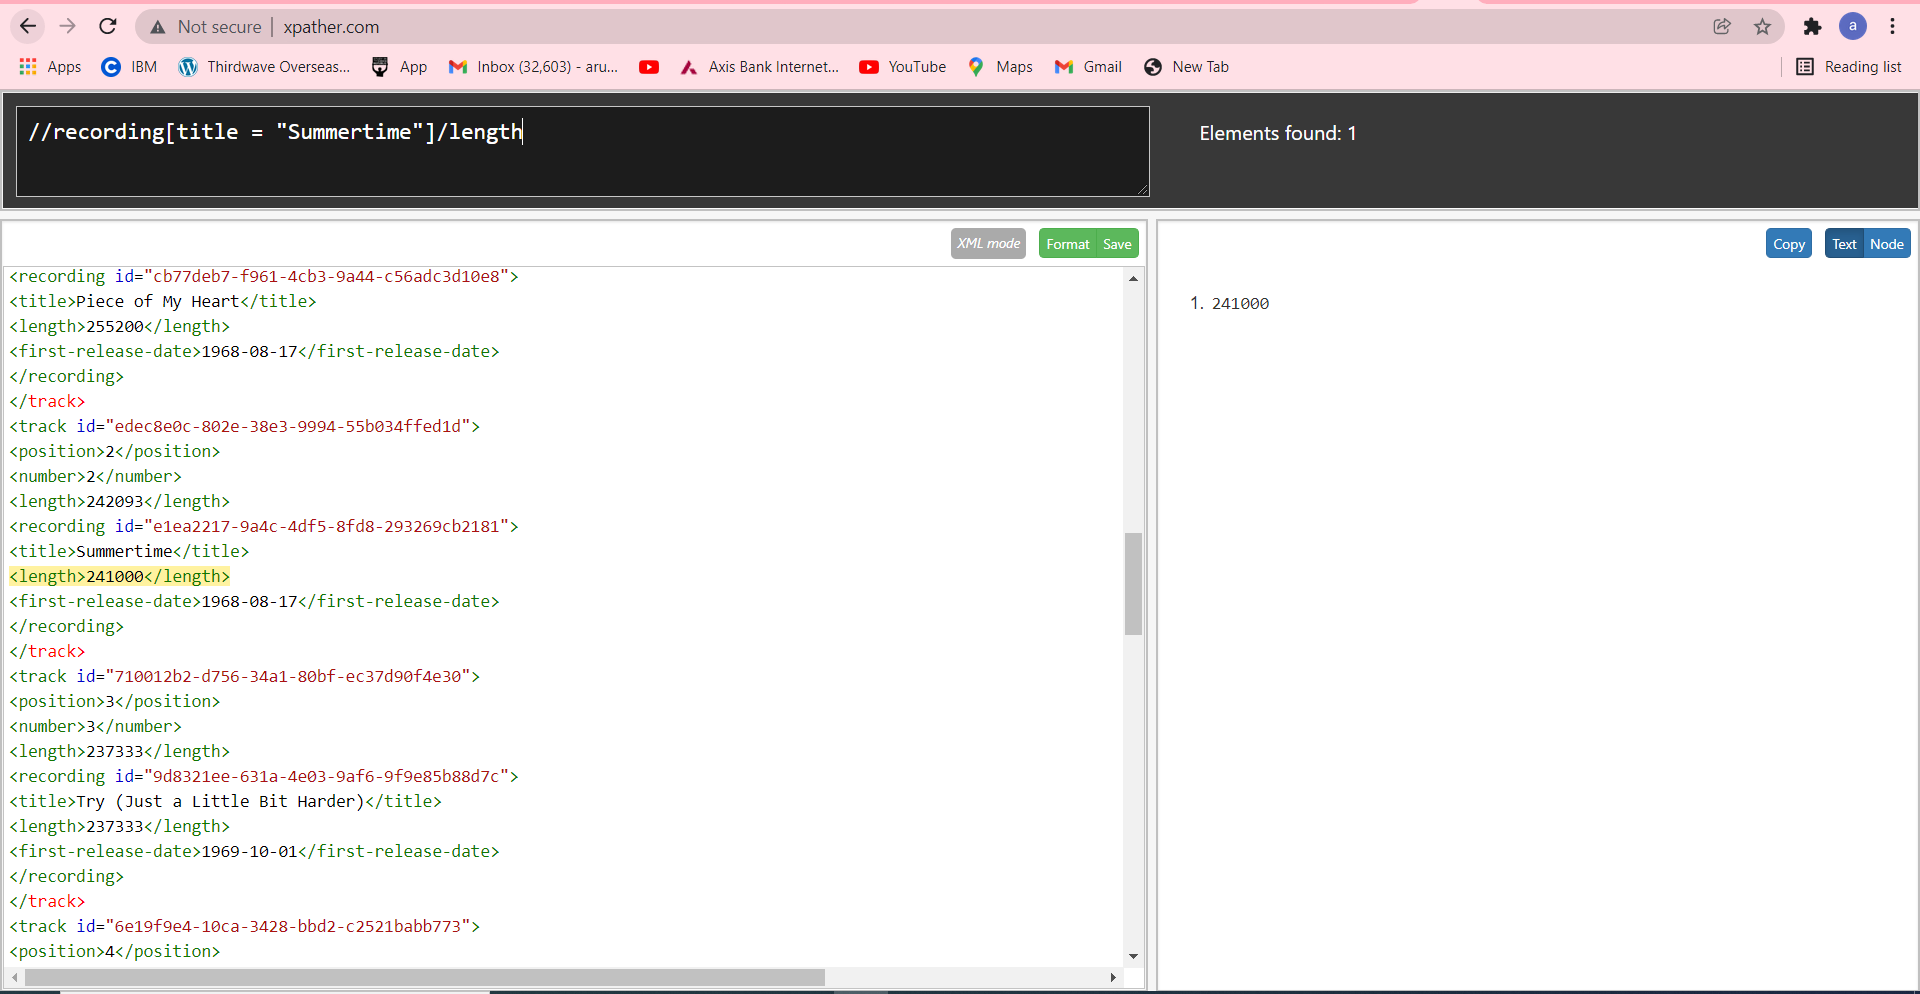 Not secure | xpather.com
a
Apps IBM Thirdwave Overseas... App Inbox (32,603) - aru... Axis Bank Internet... YouTube Maps Gmail New Tab Reading list
//recording[title = "Summertime"]/length
Elements found: 1
XML mode Format Save
Copy Text Node
<recording id="cb77deb7-f961-4cb3-9a44-c56adc3d10e8">
<title>Piece of My Heart</title>
<length>255200</length>
<first-release-date>1968-08-17</first-release-date>
</recording>
</track>
<track id="edec8e0c-802e-38e3-9994-55b034ffed1d">
<position>2</position>
<number>2</number>
<length>242093</length>
<recording id="e1ea2217-9a4c-4df5-8fd8-293269cb2181">
<title>Summertime</title>
<length>241000</length>
<first-release-date>1968-08-17</first-release-date>
</recording>
</track>
<track id="710012b2-d756-34a1-80bf-ec37d90f4e30">
<position>3</position>
<number>3</number>
<length>237333</length>
<recording id="9d8321ee-631a-4e03-9af6-9f9e85b88d7c">
<title>Try (Just a Little Bit Harder)</title>
<length>237333</length>
<first-release-date>1969-10-01</first-release-date>
</recording>
</track>
<track id="6e19f9e4-10ca-3428-bbd2-c2521babb773">
<position>4</position>
1. 241000